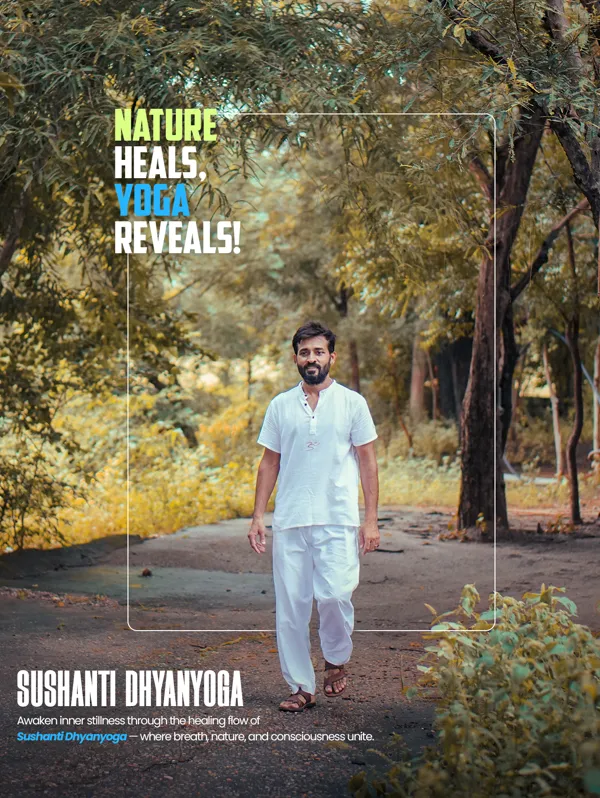 NATURE
HEALS,
YOGA
REVEALS!
SUSHANTI DHYANYOGA
Awaken inner stillness through the healing flow of
Sushanti Dhyanyoga — where breath, nature, and consciousness unite.